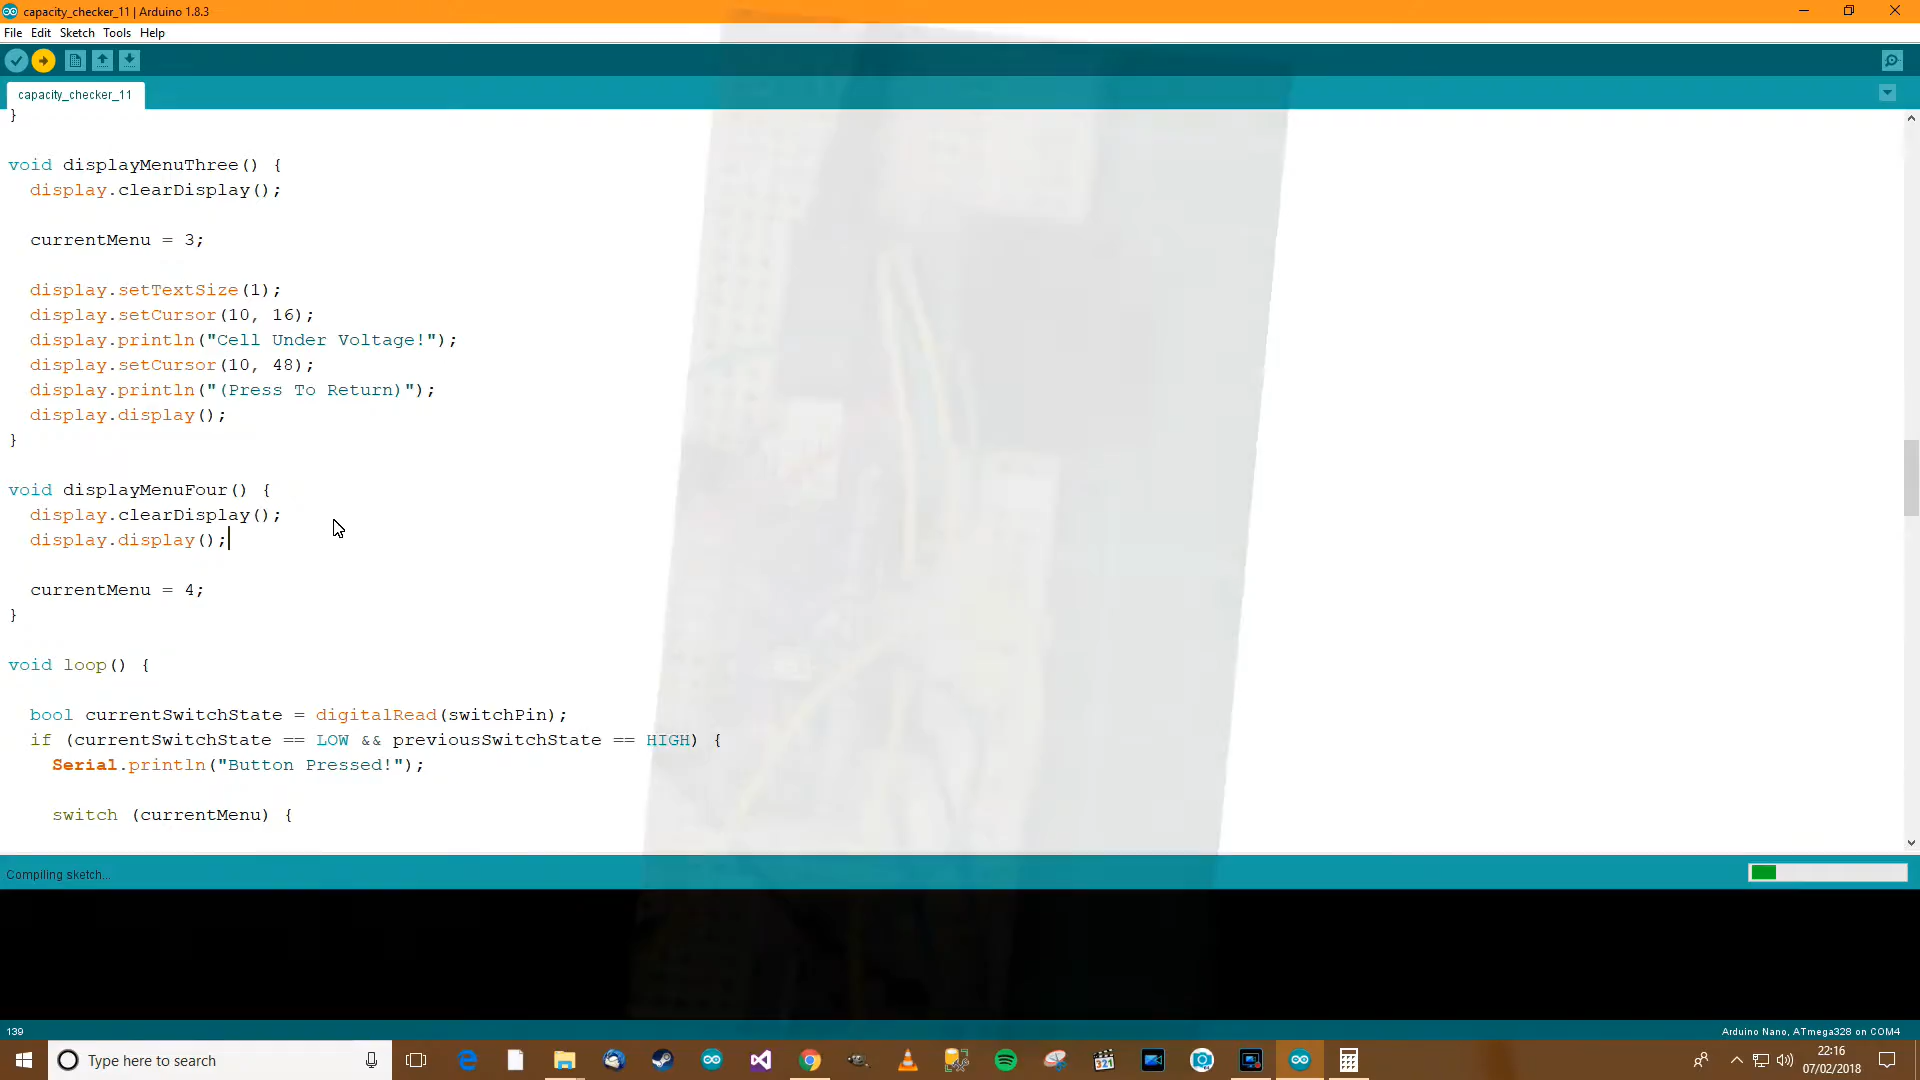 capacity_checker_11 | Arduino 1.8.3
File Edit Sketch Tools Help
capacity_checker_11
}
void displayMenuThree() {
display.clearDisplay();
currentMenu = 3;
display.setTextSize(1);
display.setCursor(10, 16);
display.println("Cell Under Voltage!");
display.setCursor(10, 48);
display.println("(Press To Return)");
display.display();
}
void displayMenuFour() {
display.clearDisplay();
display.display();
currentMenu = 4;
}
void loop() {
bool currentSwitchState = digitalRead(switchPin);
if (currentSwitchState == LOW && previousSwitchState == HIGH) {
Serial.println("Button Pressed!");
switch (currentMenu) {
Compiling sketch...
139
Arduino Nano, ATmega328 on COM4
Type here to search
321
22:16
07/02/2018